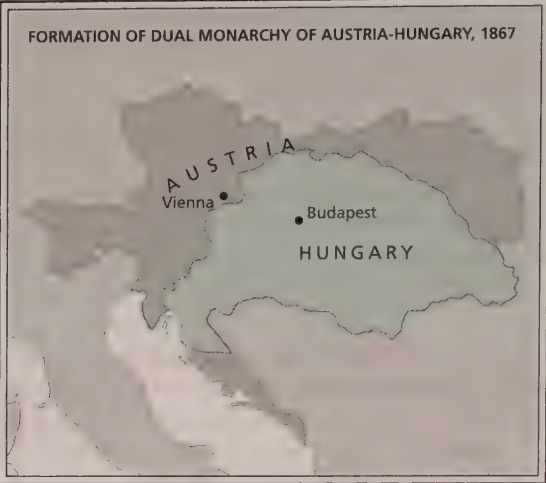 FORMATION OF DUAL MONARCHY OF AUSTRIA-HUNGARY, 1867
AUSTRIA
Vienna
Budapest
HUNGARY